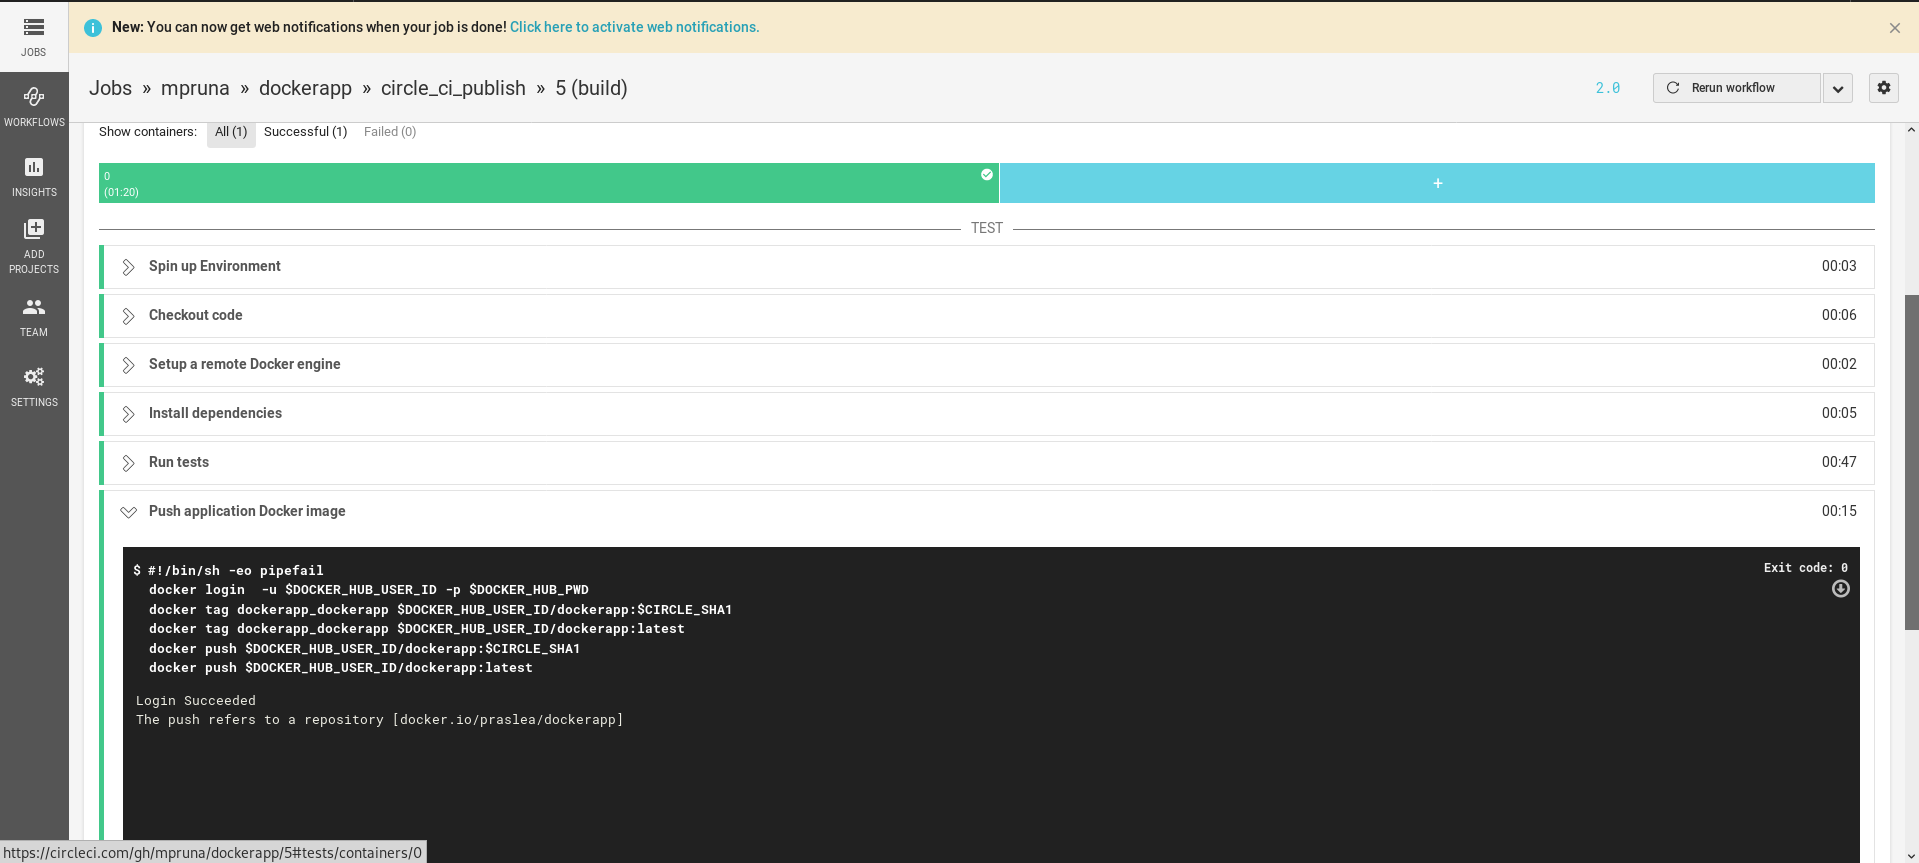 JOBS
WORKFLOWS
INSIGHTS
ADD
PROJECTS
TEAM
SETTINGS
New: You can now get web notifications when your job is done! Click here to activate web notifications.
Jobs » mpruna » dockerapp » circle_ci_publish » 5 (build)
2.0
Rerun workflow
Show containers: All (1) Successful (1) Failed (0)
0
(01:20)
+
TEST
Spin up Environment 00:03
Checkout code 00:06
Setup a remote Docker engine 00:02
Install dependencies 00:05
Run tests 00:47
Push application Docker image 00:15
$ #!/bin/sh -eo pipefail
Exit code: 0
docker login  -u $DOCKER_HUB_USER_ID -p $DOCKER_HUB_PWD
docker tag dockerapp_dockerapp $DOCKER_HUB_USER_ID/dockerapp:$CIRCLE_SHA1
docker tag dockerapp_dockerapp $DOCKER_HUB_USER_ID/dockerapp:latest
docker push $DOCKER_HUB_USER_ID/dockerapp:$CIRCLE_SHA1
docker push $DOCKER_HUB_USER_ID/dockerapp:latest
Login Succeeded
The push refers to a repository [docker.io/praslea/dockerapp]
https://circleci.com/gh/mpruna/dockerapp/5#tests/containers/0